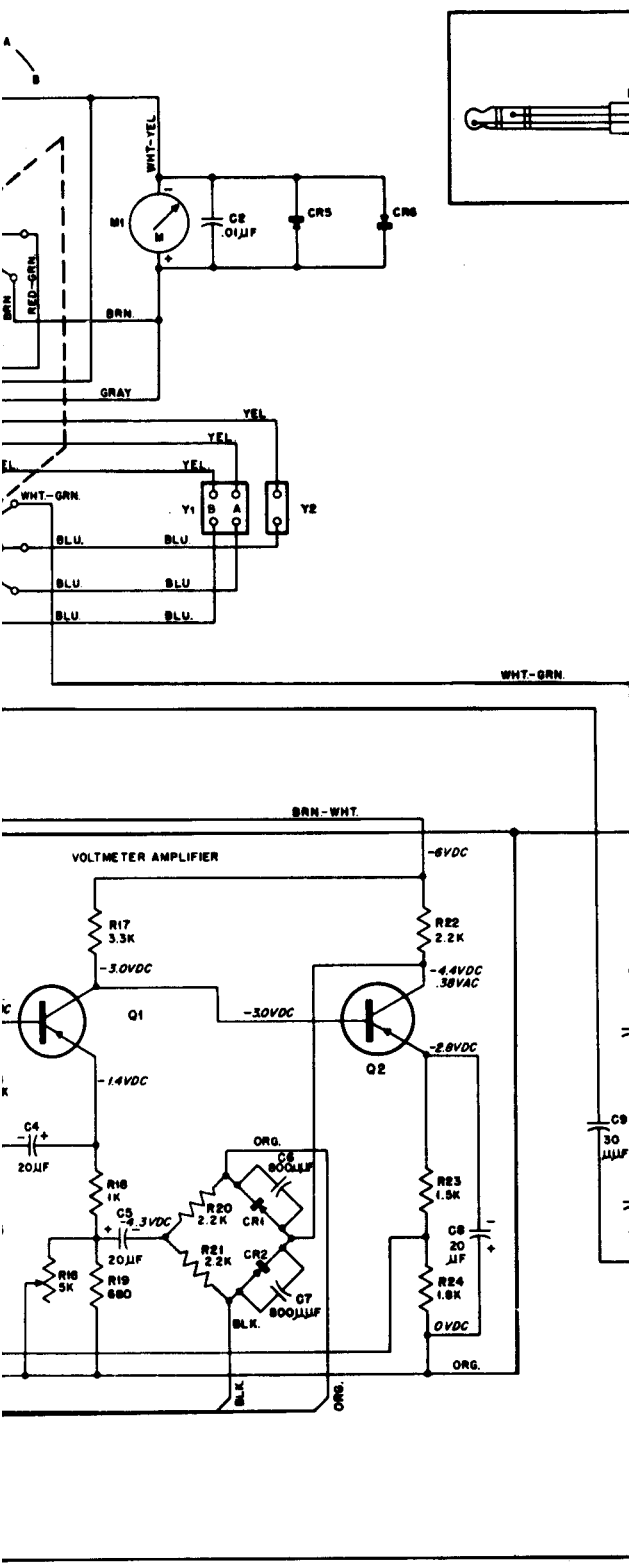 A
B
WHT-YEL
M1
-
M
+
C2
.01µF
CR5
CR6
RED-GRN.
BRN
BRN.
GRAY
YEL
YEL.
YEL.
WHT.-GRN.
Y1
B
A
Y2
BLU.
BLU.
BLU.
BLU
BLU.
BLU.
WHT.-GRN.
BRN.-WHT.
VOLTMETER AMPLIFIER
-6VDC
R17
3.3K
R22
2.2K
-3.0VDC
-4.4VDC
.38VAC
Q1
-3.0VDC
-2.8VDC
Q2
-1.4VDC
K
C4
- +
20µF
ORG.
C6
800µµF
C9
30
µµF
R18
1K
R20
2.2K
CR1
R23
1.5K
C5
-4.3VDC
+
20µF
R21
2.2K
CR2
C8
20
µF
-
+
R16
5K
R19
680
C7
800µµF
R24
1.8K
BLK.
0VDC
ORG.
BLK.
ORG.